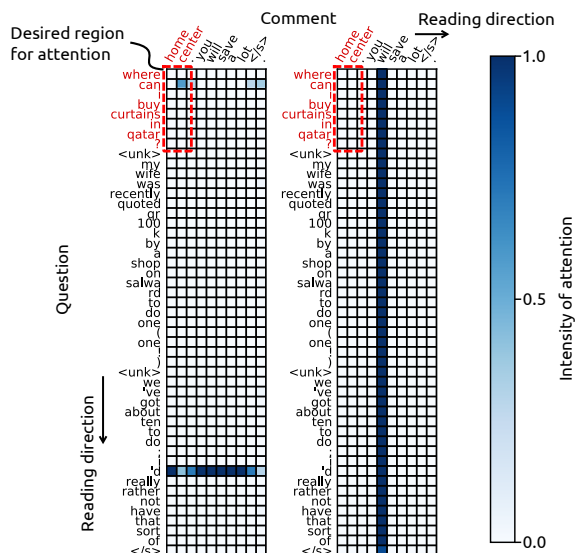 Comment
Reading direction
Desired region
for attention
home
center
.
you
will
save
a
lot
</s>
home
center
.
you
will
save
a
lot
</s>
Question
Reading direction
where
can
i
buy
curtains
in
qatar
?
<unk>
my
wife
was
recently
quoted
qr
100
k
by
a
shop
on
salwa
rd
to
do
one
(
one
!
)
<unk>
we
've
got
about
ten
to
do
.
i
'd
really
rather
not
have
that
sort
of
</s>
where
can
i
buy
curtains
in
qatar
?
<unk>
my
wife
was
recently
quoted
qr
100
k
by
a
shop
on
salwa
rd
to
do
one
(
one
!
)
<unk>
we
've
got
about
ten
to
do
.
i
'd
really
rather
not
have
that
sort
of
</s>
1.0
0.5
0.0
Intensity of attention